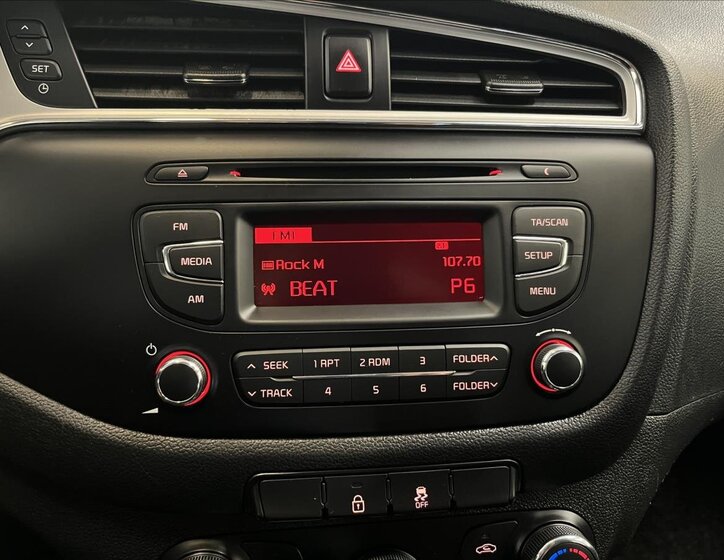 SET
FM
MEDIA
AM
FM1
Rock M
107.70
BEAT
P6
TA/SCAN
SETUP
MENU
SEEK
1 RPT
2 RDM
3
FOLDER
TRACK
4
5
6
FOLDER
OFF